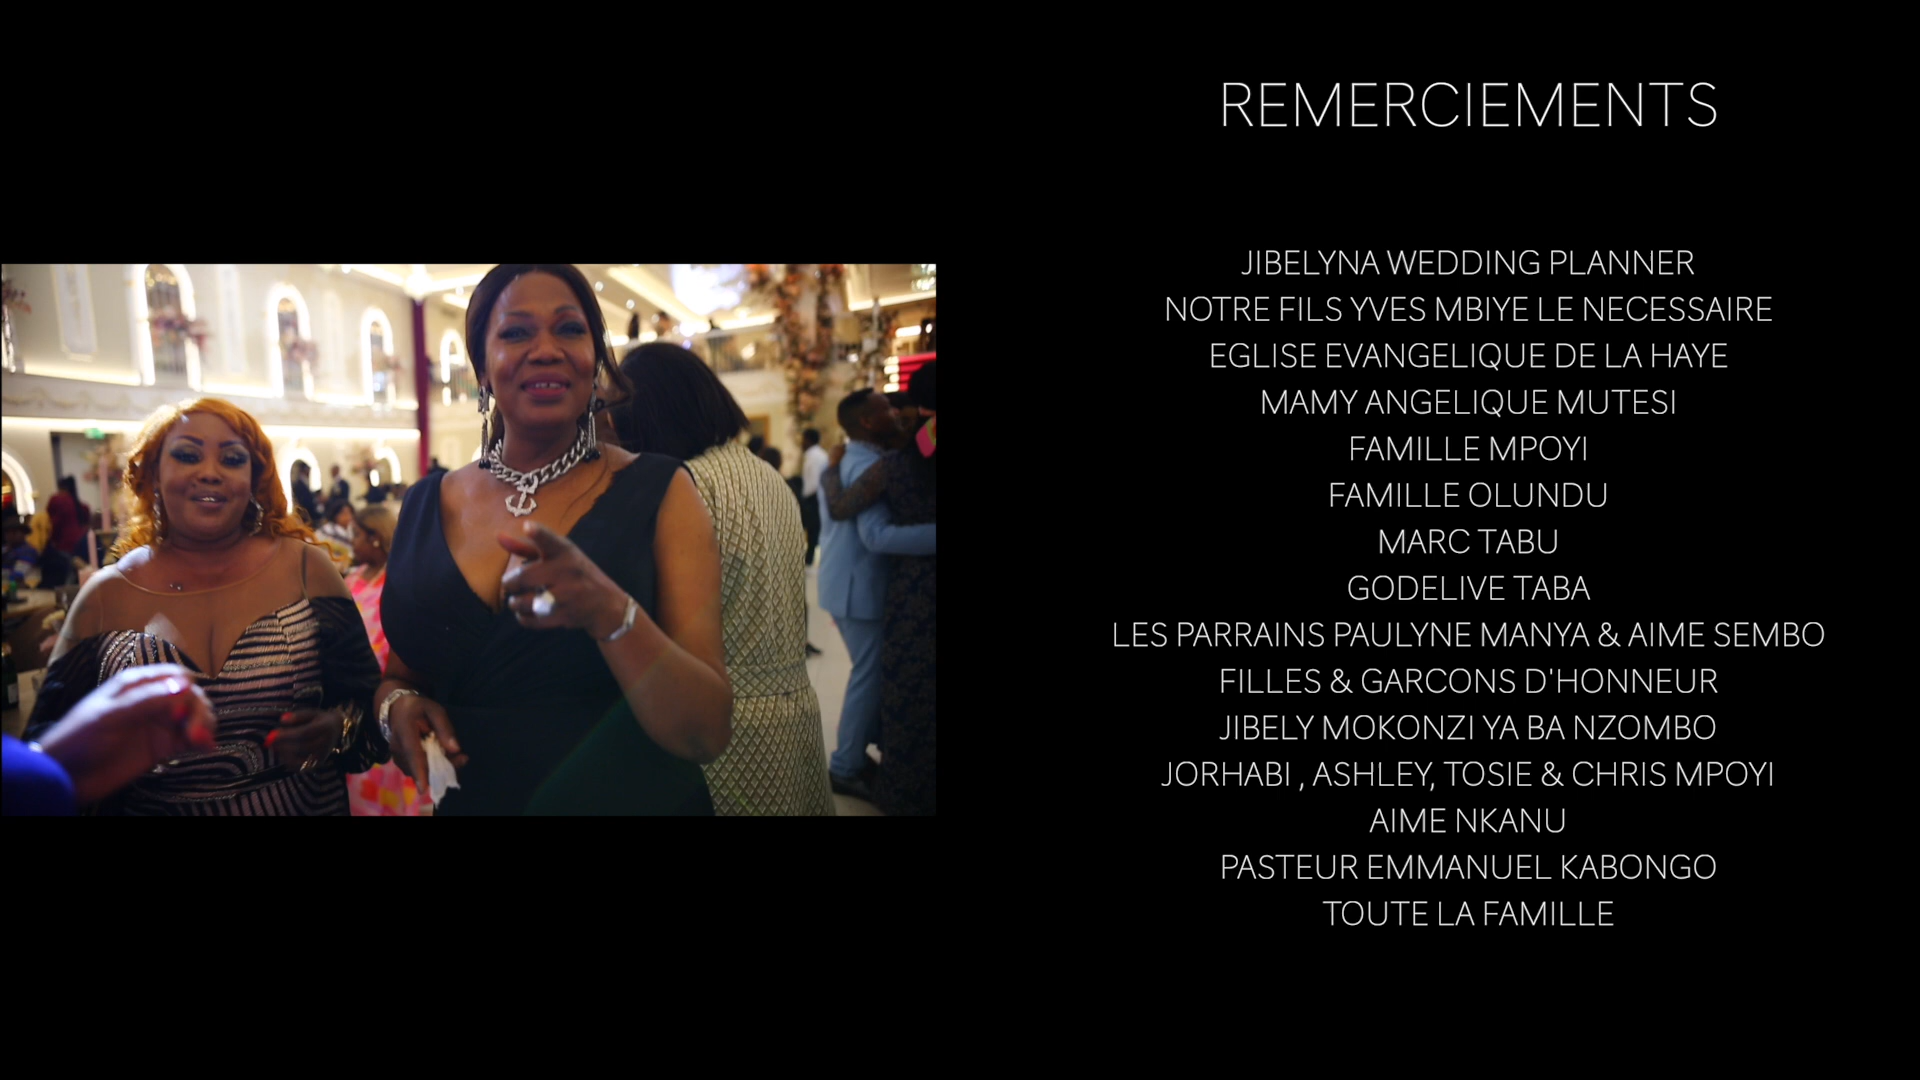 REMERCIEMENTS
JIBELYNA WEDDING PLANNER
NOTRE FILS YVES MBIYE LE NECESSAIRE
EGLISE EVANGELIQUE DE LA HAYE
MAMY ANGELIQUE MUTESI
FAMILLE MPOYI
FAMILLE OLUNDU
MARC TABU
GODELIVE TABA
LES PARRAINS PAULYNE MANYA & AIME SEMBO
FILLES & GARCONS D'HONNEUR
JIBELY MOKONZI YA BA NZOMBO
JORHABI , ASHLEY, TOSIE & CHRIS MPOYI
AIME NKANU
PASTEUR EMMANUEL KABONGO
TOUTE LA FAMILLE